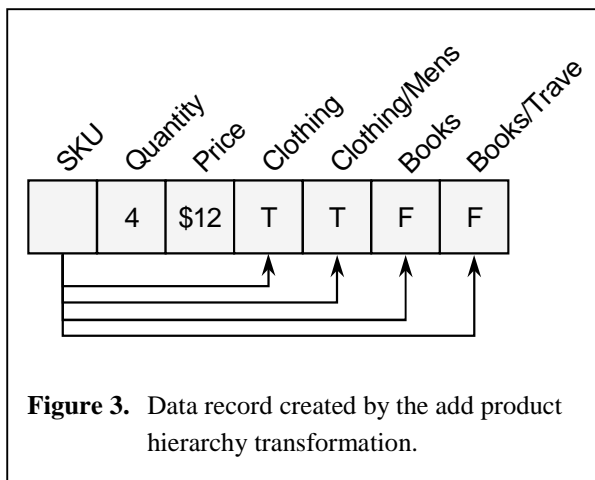 SKU
Quantity
Price
Clothing
Clothing/Mens
Books
Books/Trave
4 $12 T T F F
Figure 3. Data record created by the add product
hierarchy transformation.